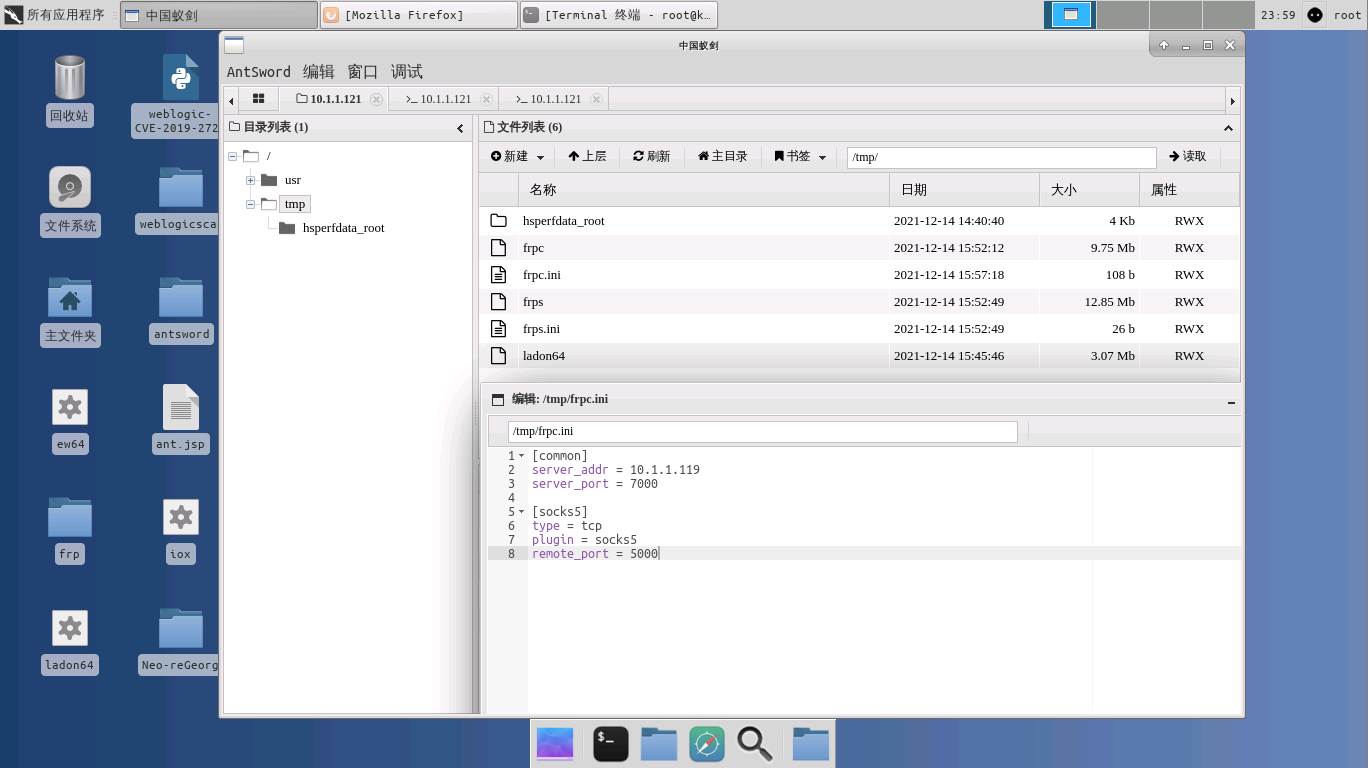 所有应用程序
中国蚁剑
[Mozilla Firefox]
[Terminal 终端 - root@k…
23:59
root
回收站
文件系统
主文件夹
ew64
frp
ladon64
weblogic-
CVE-2019-272
weblogicsca
antsword
ant.jsp
iox
Neo-reGeorg
中国蚁剑
AntSword 编辑 窗口 调试
10.1.1.121
>_ 10.1.1.121
>_ 10.1.1.121
目录列表 (1)
/
usr
tmp
hsperfdata_root
文件列表 (6)
新建 上层 刷新 主目录 书签 /tmp/ 读取
名称 日期 大小 属性
hsperfdata_root 2021-12-14 14:40:40 4 Kb RWX
frpc 2021-12-14 15:52:12 9.75 Mb RWX
frpc.ini 2021-12-14 15:57:18 108 b RWX
frps 2021-12-14 15:52:49 12.85 Mb RWX
frps.ini 2021-12-14 15:52:49 26 b RWX
ladon64 2021-12-14 15:45:46 3.07 Mb RWX
编辑: /tmp/frpc.ini
/tmp/frpc.ini
1 [common]
2 server_addr = 10.1.1.119
3 server_port = 7000
4
5 [socks5]
6 type = tcp
7 plugin = socks5
8 remote_port = 5000
$_